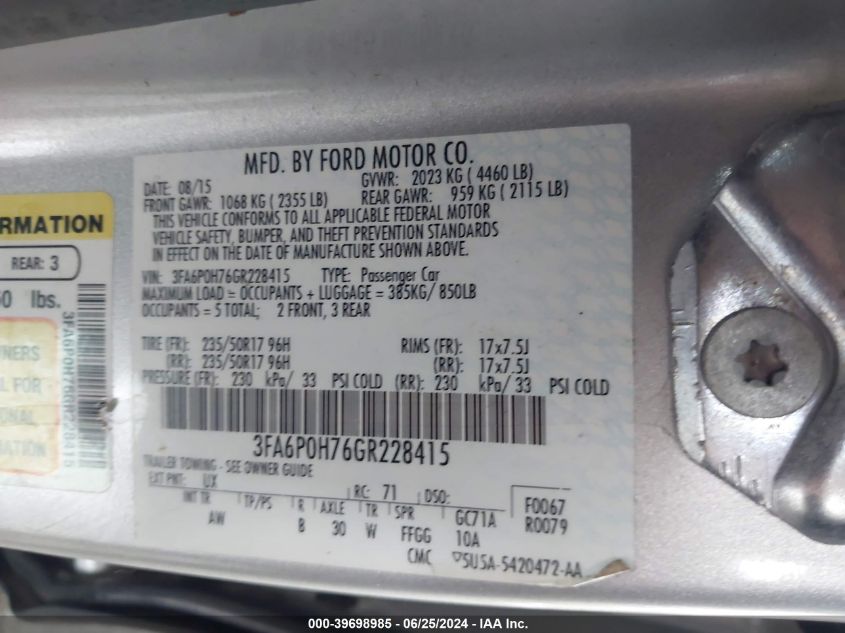 MFD. BY FORD MOTOR CO.
DATE: 08/15 GVWR: 2023 KG ( 4460 LB)
FRONT GAWR: 1068 KG ( 2355 LB) REAR GAWR: 959 KG ( 2115 LB)
THIS VEHICLE CONFORMS TO ALL APPLICABLE FEDERAL MOTOR
VEHICLE SAFETY, BUMPER, AND THEFT PREVENTION STANDARDS
IN EFFECT ON THE DATE OF MANUFACTURE SHOWN ABOVE.
VIN: 3FA6P0H76GR228415 TYPE: Passenger Car
MAXIMUM LOAD = OCCUPANTS + LUGGAGE = 385KG/ 850LB
OCCUPANTS = 5 TOTAL; 2 FRONT, 3 REAR
TIRE (FR): 235/50R17 96H RIMS (FR): 17x7.5J
(RR): 235/50R17 96H (RR): 17x7.5J
PRESSURE (FR): 230 kPa/ 33 PSI COLD (RR): 230 kPa/ 33 PSI COLD
3FA6P0H76GR228415
TRAILER TOWING - SEE OWNER GUIDE
EXT PNT: UX RC: 71 DSO: F0067
INT TR TP/PS R AXLE TR SPR GC71A R0079
AW B 30 W FFGG 10A
CMC ▽5U5A-5420472-AA
REAR: 3
lbs.
3FA6P0H76GR228415
000-39698985 - 06/25/2024 - IAA Inc.